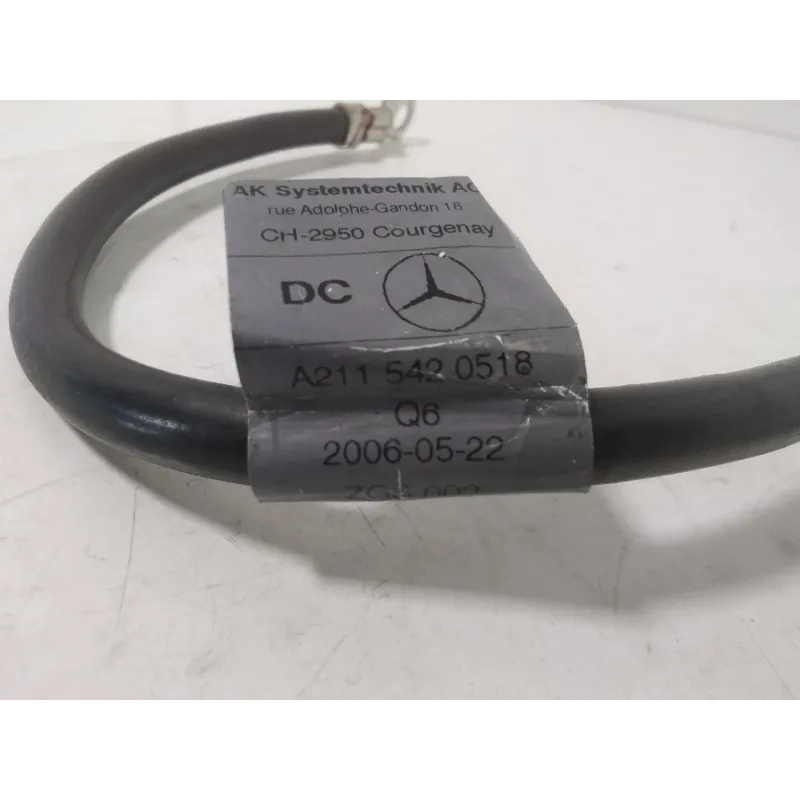 AK Systemtechnik AG
rue Adolphe-Gandon 18
CH-2950 Courgenay
DC
A211 542 0518
Q6
2006-05-22